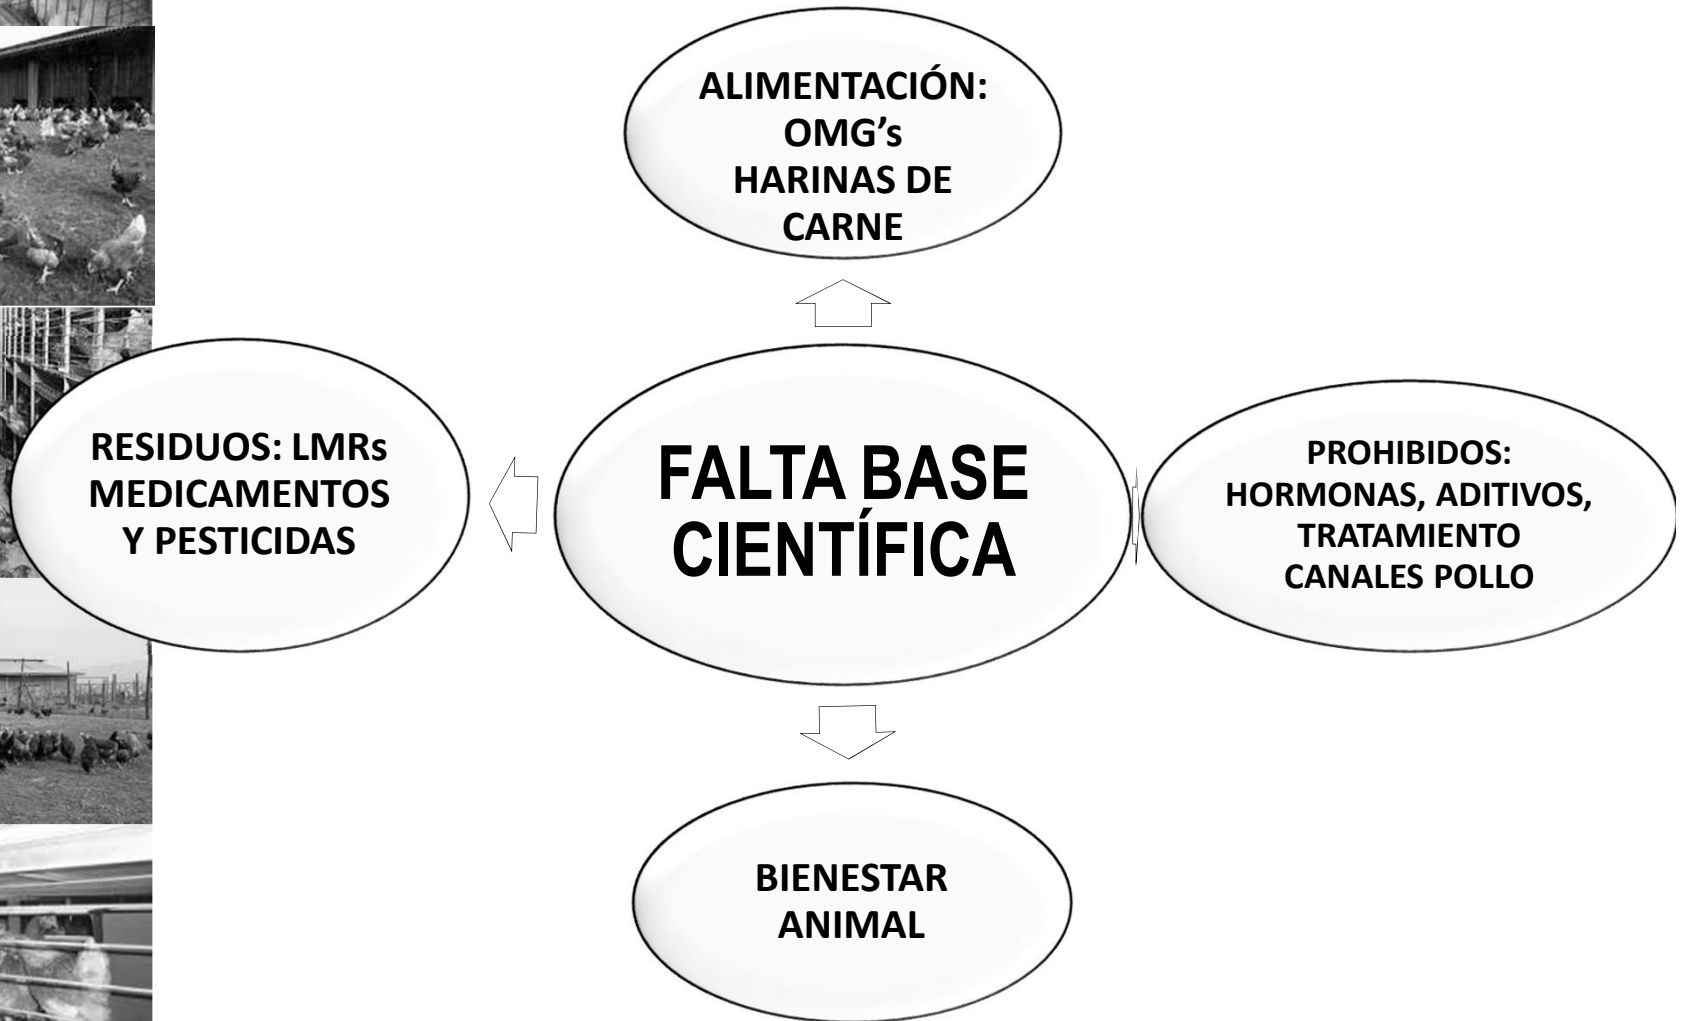 ALIMENTACIÓN:
OMG’s
HARINAS DE
CARNE
RESIDUOS: LMRs
MEDICAMENTOS
Y PESTICIDAS
FALTA BASE
CIENTÍFICA
PROHIBIDOS:
HORMONAS, ADITIVOS,
TRATAMIENTO
CANALES POLLO
BIENESTAR
ANIMAL